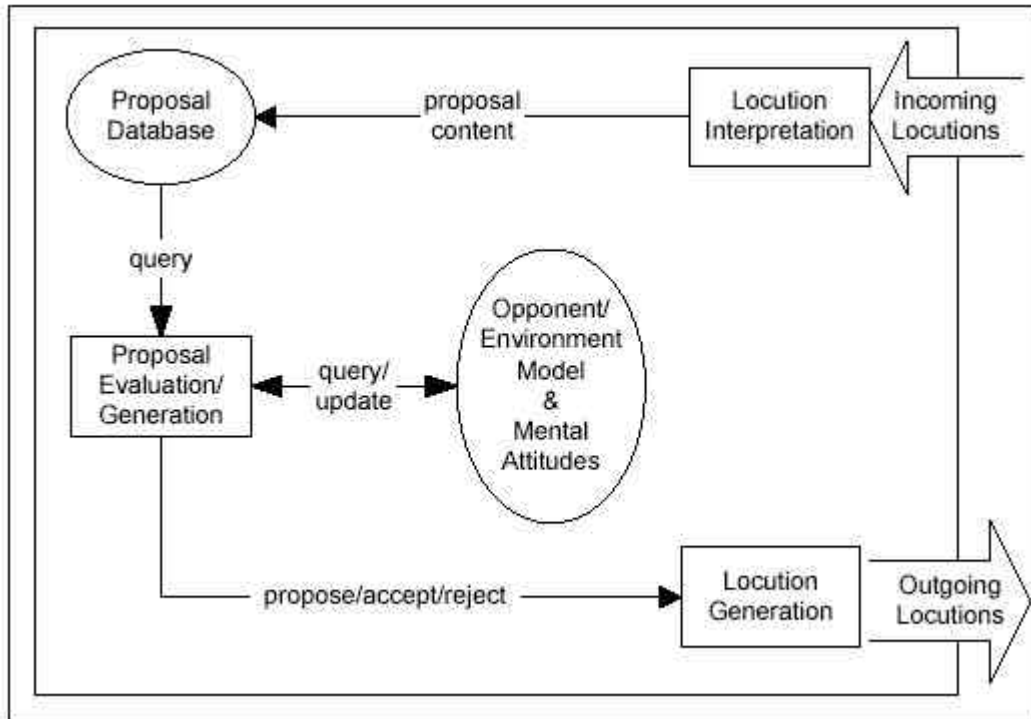 Proposal
Database
proposal
content
Locution
Interpretation
Incoming
Locutions
query
Opponent/
Environment
Model
&
Mental
Attitudes
Proposal
Evaluation/
Generation
query/
update
propose/accept/reject
Locution
Generation
Outgoing
Locutions